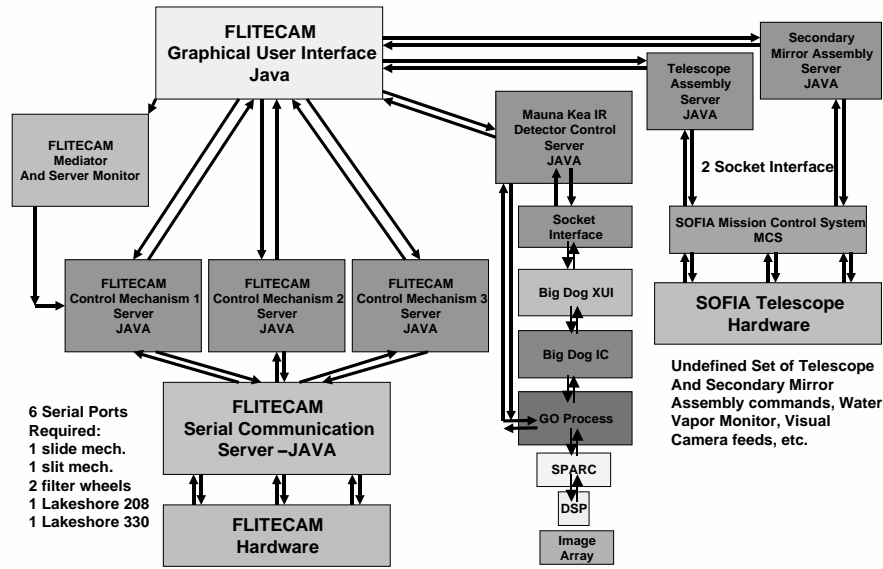 FLITECAM
Graphical User Interface
Java
Secondary
Mirror Assembly
Server
JAVA
Telescope
Assembly
Server
JAVA
Mauna Kea IR
Detector Control
Server
JAVA
FLITECAM
Mediator
And Server Monitor
2 Socket Interface
Socket
Interface
SOFIA Mission Control System
MCS
FLITECAM
Control Mechanism 1
Server
JAVA
FLITECAM
Control Mechanism 2
Server
JAVA
FLITECAM
Control Mechanism 3
Server
JAVA
Big Dog XUI
SOFIA Telescope
Hardware
Big Dog IC
Undefined Set of Telescope
And Secondary Mirror
Assembly commands, Water
Vapor Monitor, Visual
Camera feeds, etc.
FLITECAM
Serial Communication
Server –JAVA
6 Serial Ports
Required:
1 slide mech.
1 slit mech.
2 filter wheels
1 Lakeshore 208
1 Lakeshore 330
GO Process
SPARC
DSP
FLITECAM
Hardware
Image
Array